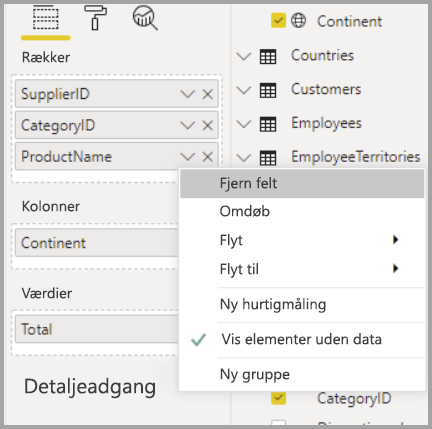 Rækker
SupplierID
CategoryID
ProductName
Kolonner
Continent
Værdier
Total
Detaljeadgang
Continent
Countries
Customers
Employees
EmployeeTerritories
Fjern felt
Omdøb
Flyt
Flyt til
Ny hurtigmåling
Vis elementer uden data
Ny gruppe
CategoryID